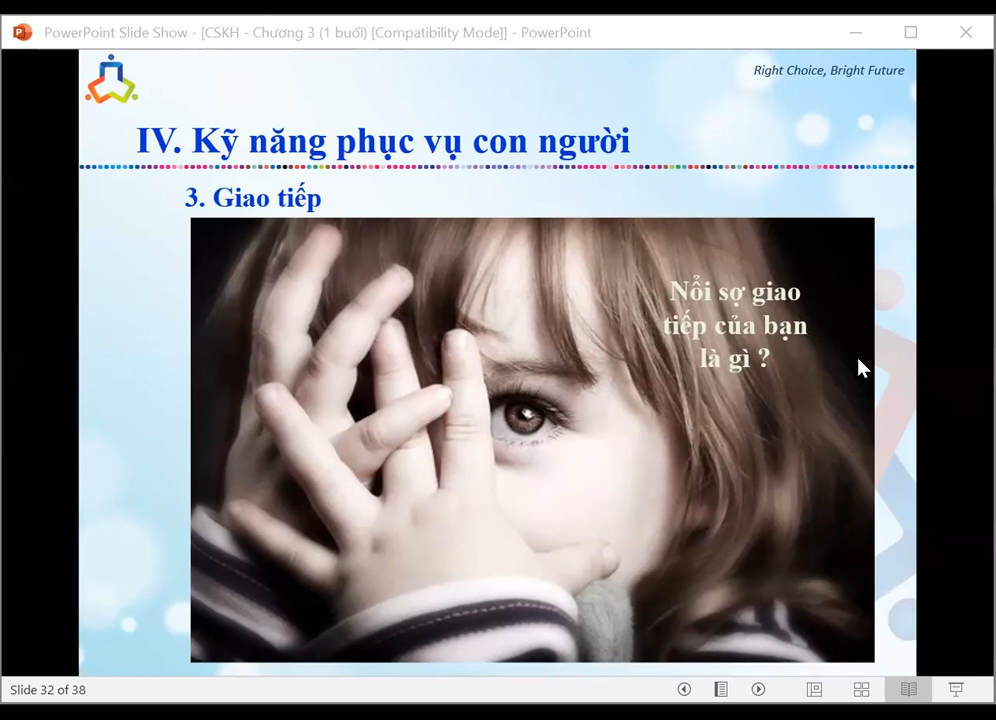 PowerPoint Slide Show - [CSKH - Chương 3 (1 buổi) [Compatibility Mode]] - PowerPoint
Right Choice, Bright Future
IV. Kỹ năng phục vụ con người
3. Giao tiếp
Nổi sợ giao
tiếp của bạn
là gì ?
Slide 32 of 38